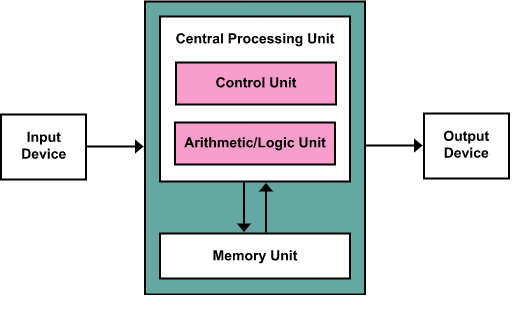 Central Processing Unit
Control Unit
Arithmetic/Logic Unit
Input
Device
Output
Device
Memory Unit